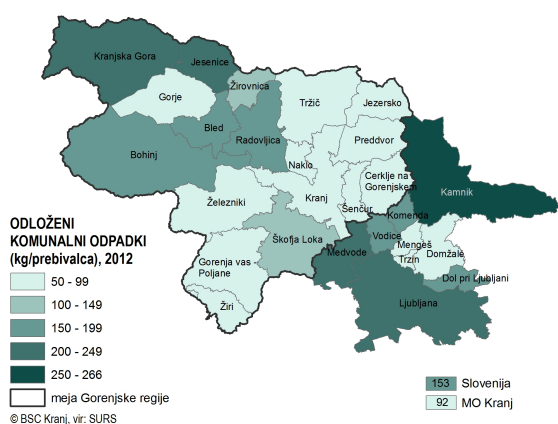 Kranjska Gora
Jesenice
Žirovnica
Gorje
Tržič
Jezersko
Bled
Radovljica
Preddvor
Bohinj
Naklo
Cerklje na
Gorenjskem
Kamnik
Železniki
Kranj
Šenčur
Komenda
Škofja Loka
Vodice
Mengeš
Medvode
Trzin
Domžale
Gorenja vas
Poljane
Dol pri Ljubljani
Žiri
Ljubljana
ODLOŽENI
KOMUNALNI ODPADKI
(kg/prebivalca), 2012
50 - 99
100 - 149
150 - 199
200 - 249
250 - 266
meja Gorenjske regije
153 Slovenija
92 MO Kranj
© BSC Kranj, vir: SURS